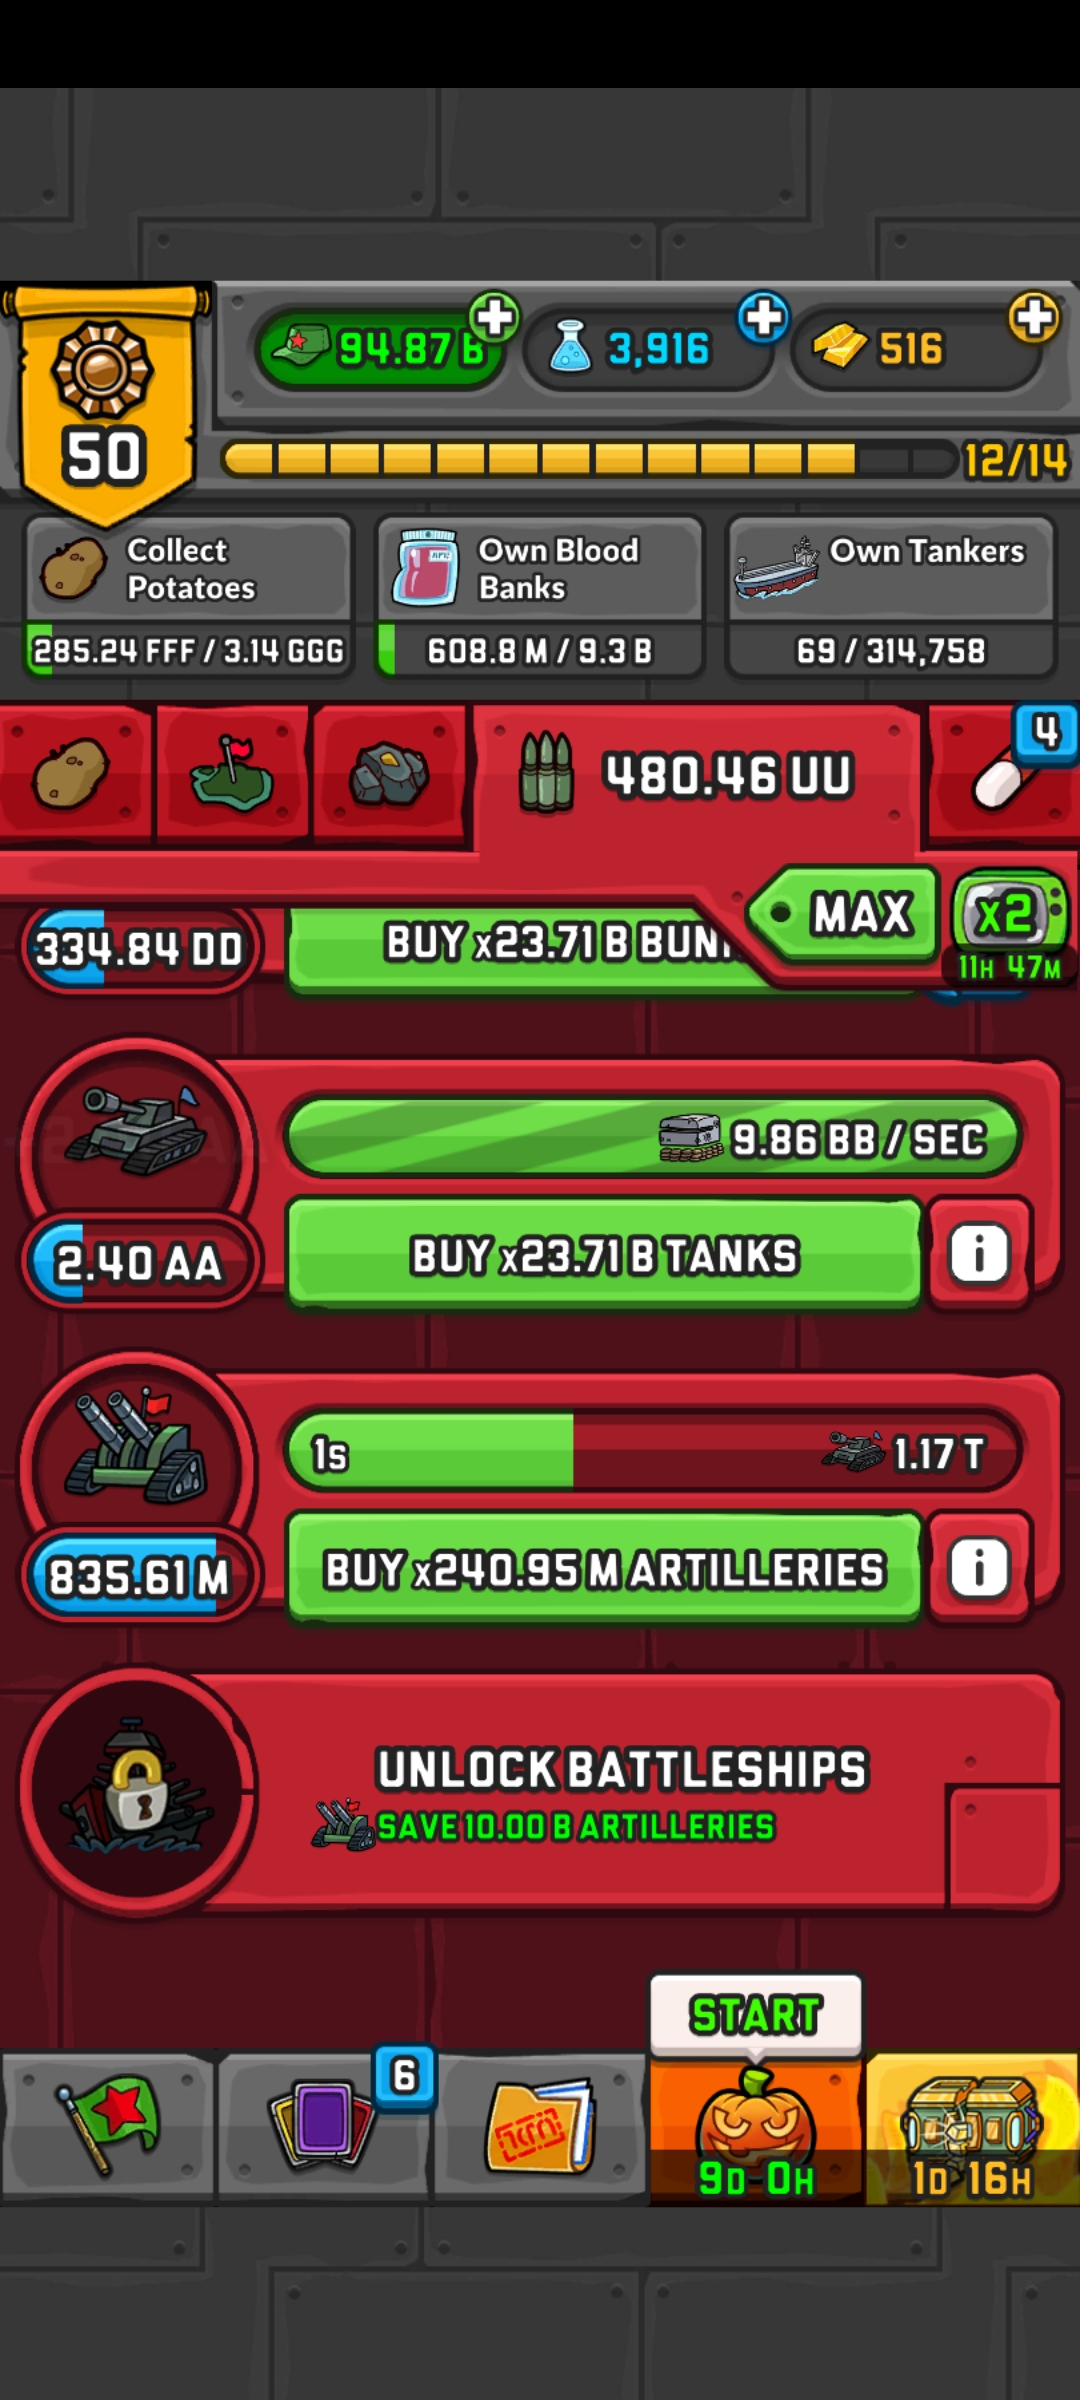 94.87 B
3,916
516
50
12/14
Collect Potatoes
285.24 FFF / 3.14 GGG
Own Blood Banks
608.8 M / 9.3 B
Own Tankers
69 / 314,758
480.46 UU
4
MAX
x2
11H 47M
334.84 DD
BUY x23.71 B
9.86 BB / SEC
2.40 AA
BUY x23.71 B TANKS
i
1s
1.17 T
835.61 M
BUY x240.95 M ARTILLERIES
i
UNLOCK BATTLESHIPS
SAVE 10.00 B ARTILLERIES
START
6
9D 0H
1D 16H